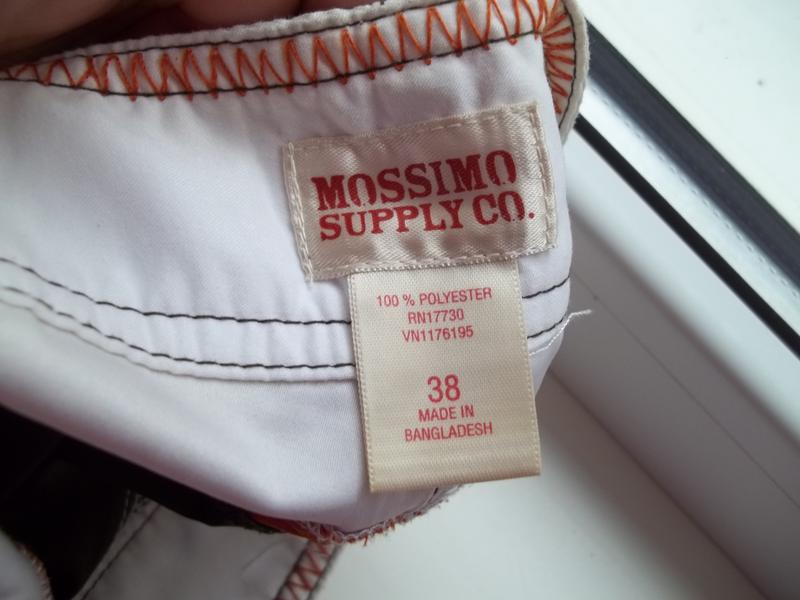 MOSSIMO
SUPPLY CO.
100 % POLYESTER
RN17730
VN1176195
38
MADE IN
BANGLADESH